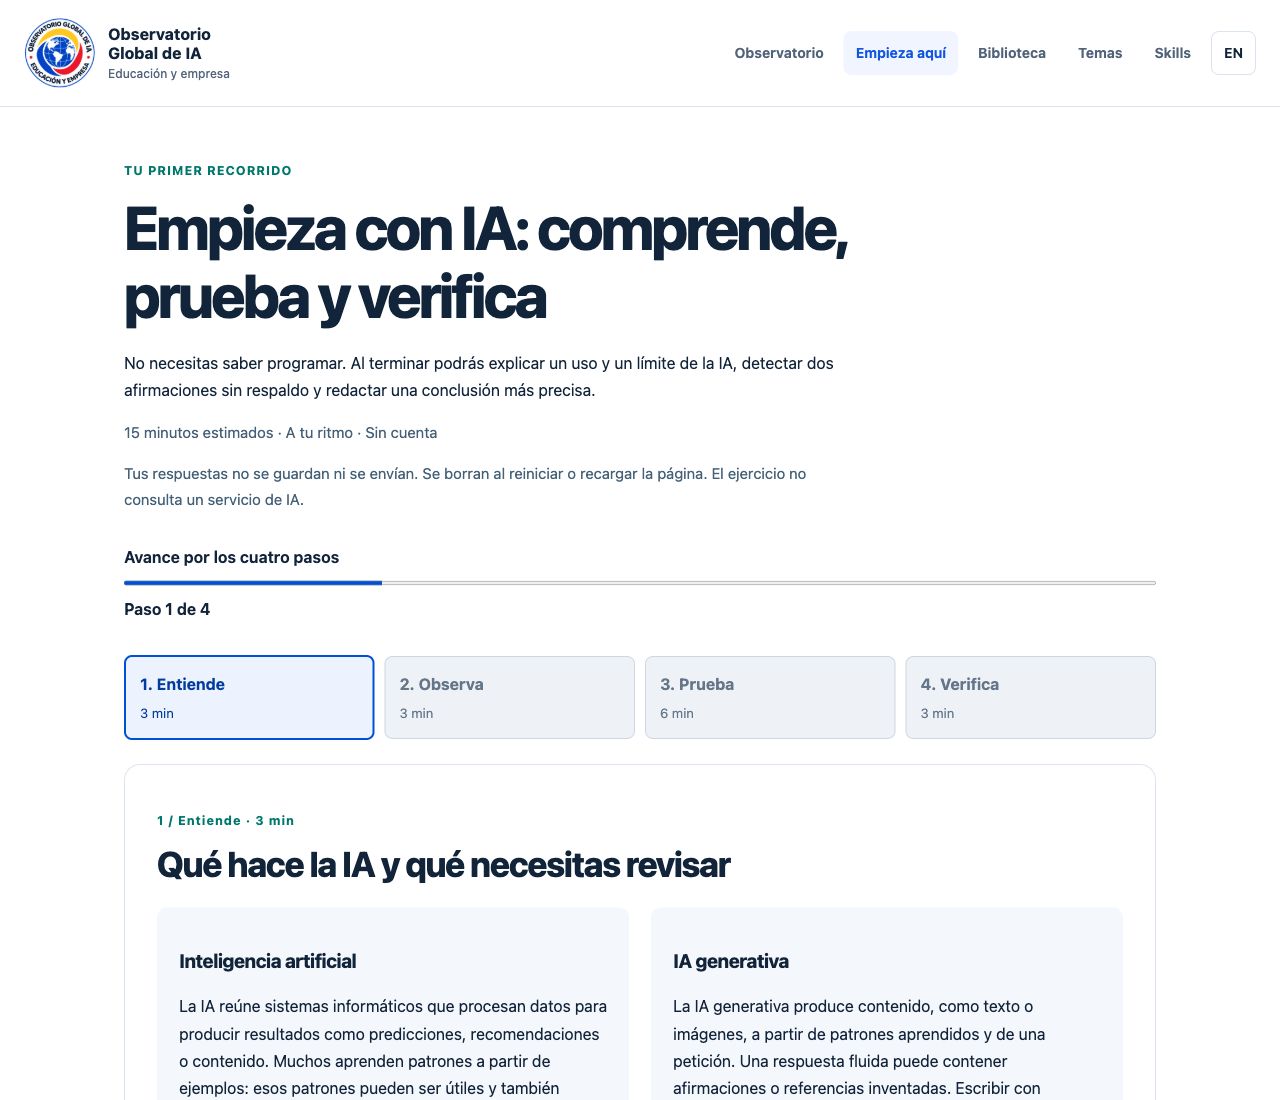 OBSERVATORIO GLOBAL DE IA
EDUCACIÓN Y EMPRESA
Observatorio
Global de IA
Educación y empresa
Observatorio
Empieza aquí
Biblioteca
Temas
Skills
EN
TU PRIMER RECORRIDO
Empieza con IA: comprende,
prueba y verifica
No necesitas saber programar. Al terminar podrás explicar un uso y un límite de la IA, detectar dos
afirmaciones sin respaldo y redactar una conclusión más precisa.
15 minutos estimados · A tu ritmo · Sin cuenta
Tus respuestas no se guardan ni se envían. Se borran al reiniciar o recargar la página. El ejercicio no
consulta un servicio de IA.
Avance por los cuatro pasos
Paso 1 de 4
1. Entiende
3 min
2. Observa
3 min
3. Prueba
6 min
4. Verifica
3 min
1 / Entiende · 3 min
Qué hace la IA y qué necesitas revisar
Inteligencia artificial
La IA reúne sistemas informáticos que procesan datos para
producir resultados como predicciones, recomendaciones
o contenido. Muchos aprenden patrones a partir de
ejemplos: esos patrones pueden ser útiles y también
IA generativa
La IA generativa produce contenido, como texto o
imágenes, a partir de patrones aprendidos y de una
petición. Una respuesta fluida puede contener
afirmaciones o referencias inventadas. Escribir con